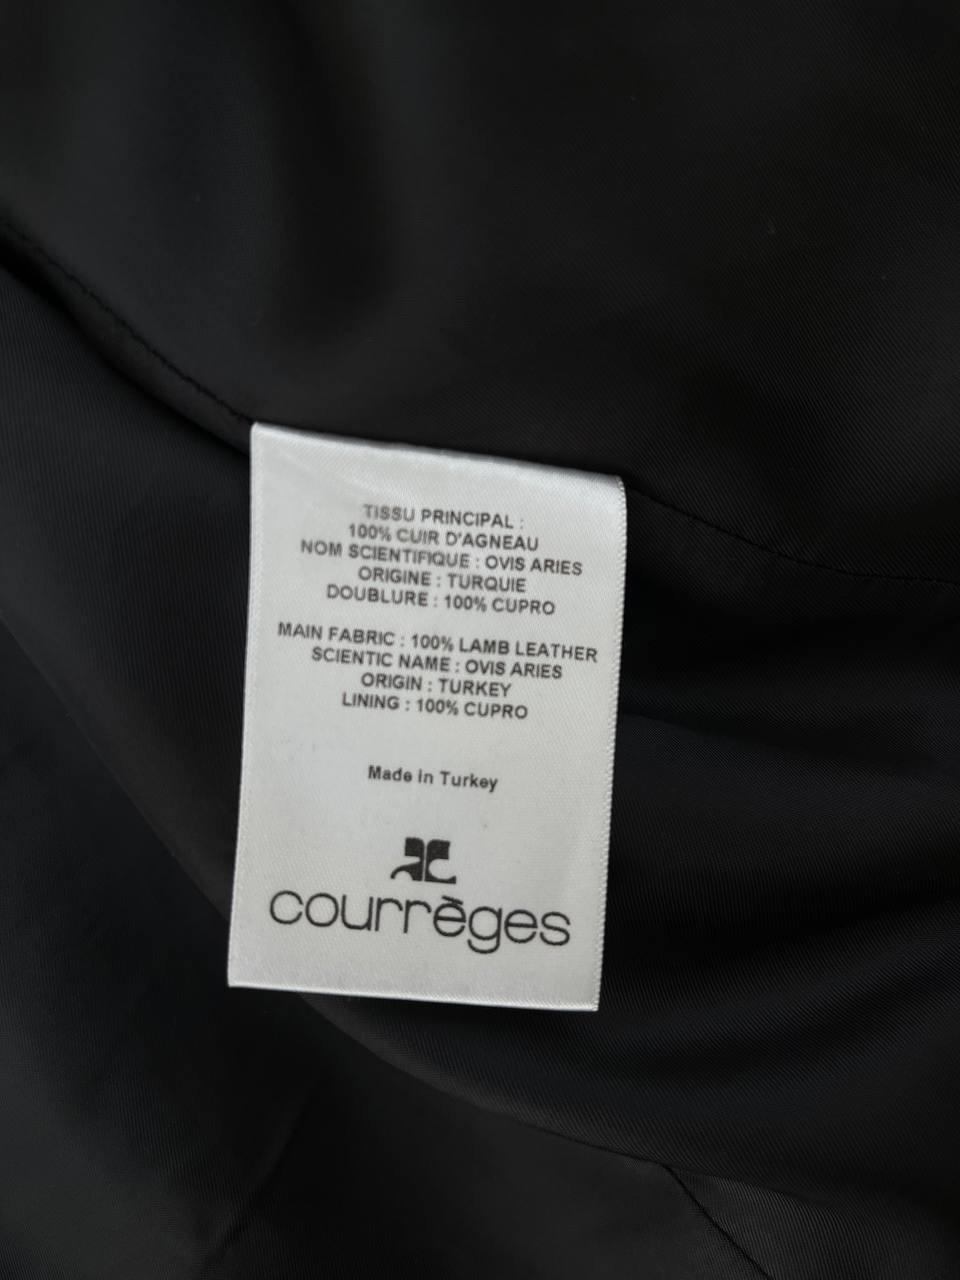 TISSU PRINCIPAL :
100% CUIR D'AGNEAU
NOM SCIENTIFIQUE : OVIS ARIES
ORIGINE : TURQUIE
DOUBLURE : 100% CUPRO
MAIN FABRIC : 100% LAMB LEATHER
SCIENTIC NAME : OVIS ARIES
ORIGIN : TURKEY
LINING : 100% CUPRO
Made in Turkey
ac
courrèges